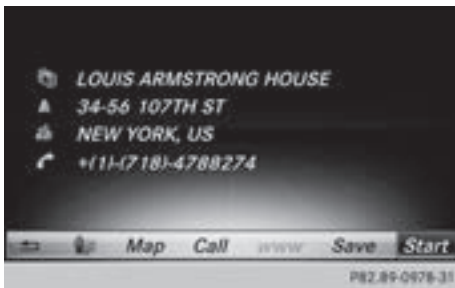 LOUIS ARMSTRONG HOUSE
34-56 107TH ST
NEW YORK, US
+(1)-(718)-4788274
Map Call www Save Start
P82.89-0978-31